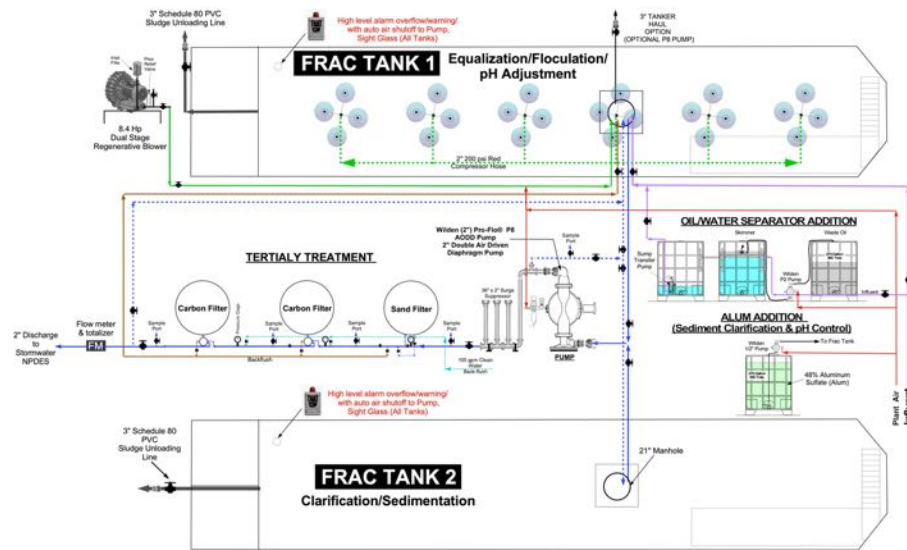 3" Schedule 80 PVC
Sludge Unloading Line
High level alarm overflow/warning/
with auto air shutoff to Pump,
Sight Glass (All Tanks)
3" TANKER
HAUL
OPTION
(OPTIONAL P8 PUMP)
FRAC TANK 1
Equalization/Floculation/
pH Adjustment
8.4 Hp
Dual Stage
Regenerative Blower
2" 200 psi Red
Compressor Hose
OIL/WATER SEPARATOR ADDITION
Skimmer
Waste Oil
Sump
Transfer
Pump
Wilden
P2 Pump
Influent
Wilden (2") Pro-Flo® P8
AODD Pump
2" Double Air Driven
Diaphragm Pump
Sample
Port
TERTIALY TREATMENT
Carbon Filter
Carbon Filter
Sand Filter
PUMP
Flow meter
& totalizer
FM
2" Discharge
to
Stormwater
NPDES
Sample
Port
Sample
Port
Sample
Port
Sample
Port
Backflush
100 gpm Clean
Water
Back flush
ALUM ADDITION
(Sediment Clarification & pH Control)
Wilden
1/2" Pump
To Frac Tank
48% Aluminum
Sulfate (Alum)
Plant Air
Influent
High level alarm overflow/warning/
with auto air shutoff to Pump,
Sight Glass (All Tanks)
3" Schedule 80
PVC
Sludge Unloading
Line
FRAC TANK 2
Clarification/Sedimentation
21" Manhole